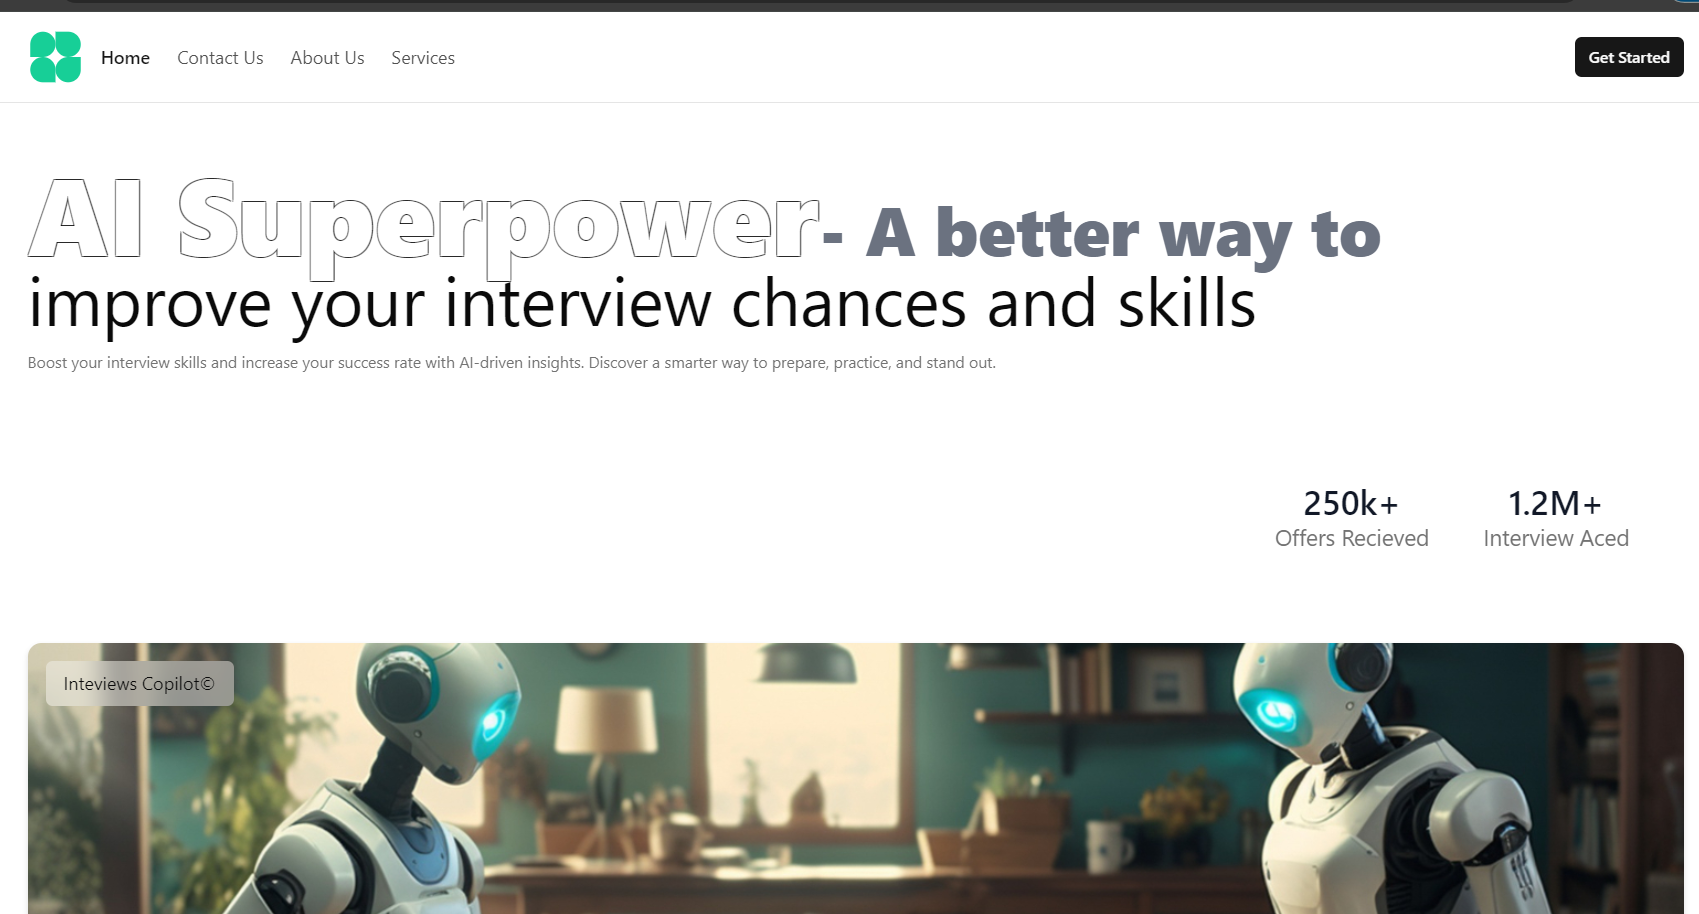 Home Contact Us About Us Services Get Started
AI Superpower- A better way to
improve your interview chances and skills
Boost your interview skills and increase your success rate with AI-driven insights. Discover a smarter way to prepare, practice, and stand out.
250k+ 1.2M+
Offers Recieved Interview Aced
Inteviews Copilot©